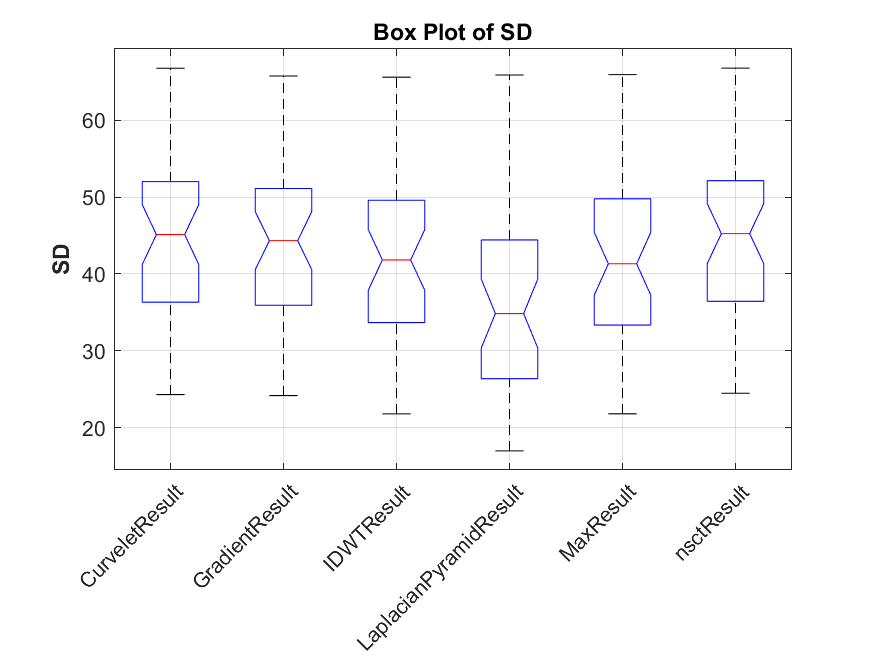 Box Plot of SD
SD
60
50
40
30
20
CurveletResult
GradientResult
IDWTResult
LaplacianPyramidResult
MaxResult
nsctResult